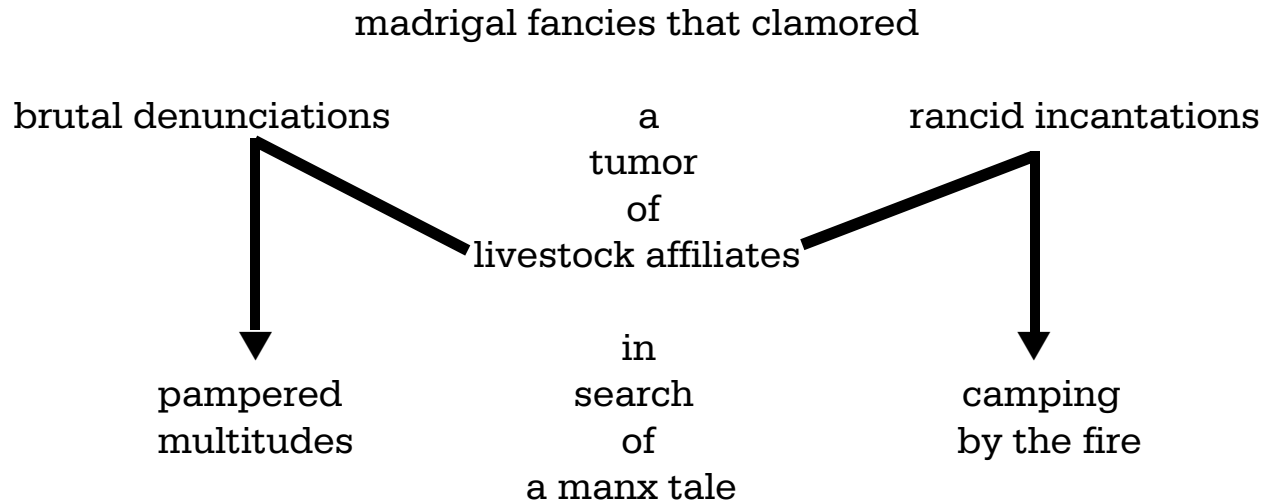 madrigal fancies that clamored
brutal denunciations
a
rancid incantations
tumor
of
livestock affiliates
in
pampered
search
camping
multitudes
of
by the fire
a manx tale